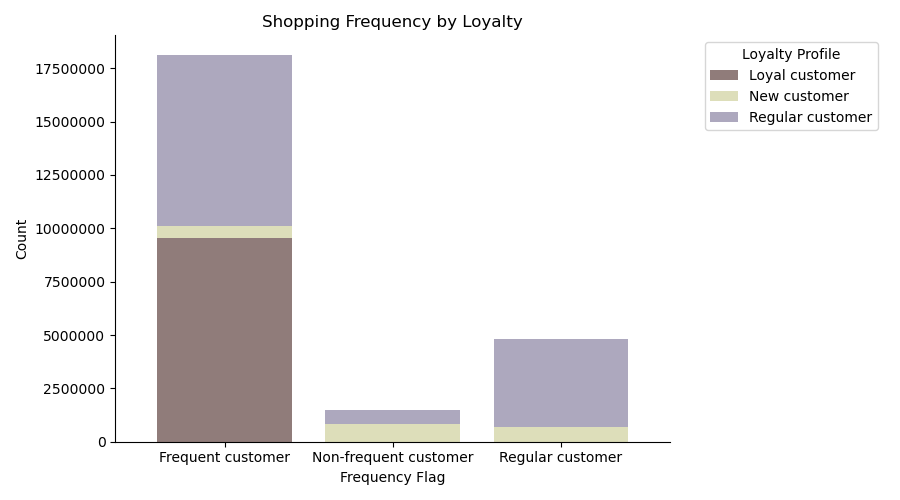 Shopping Frequency by Loyalty
Loyalty Profile
Loyal customer
New customer
Regular customer
17500000
15000000
12500000
10000000
7500000
5000000
2500000
0
Count
Frequent customer
Non-frequent customer
Regular customer
Frequency Flag